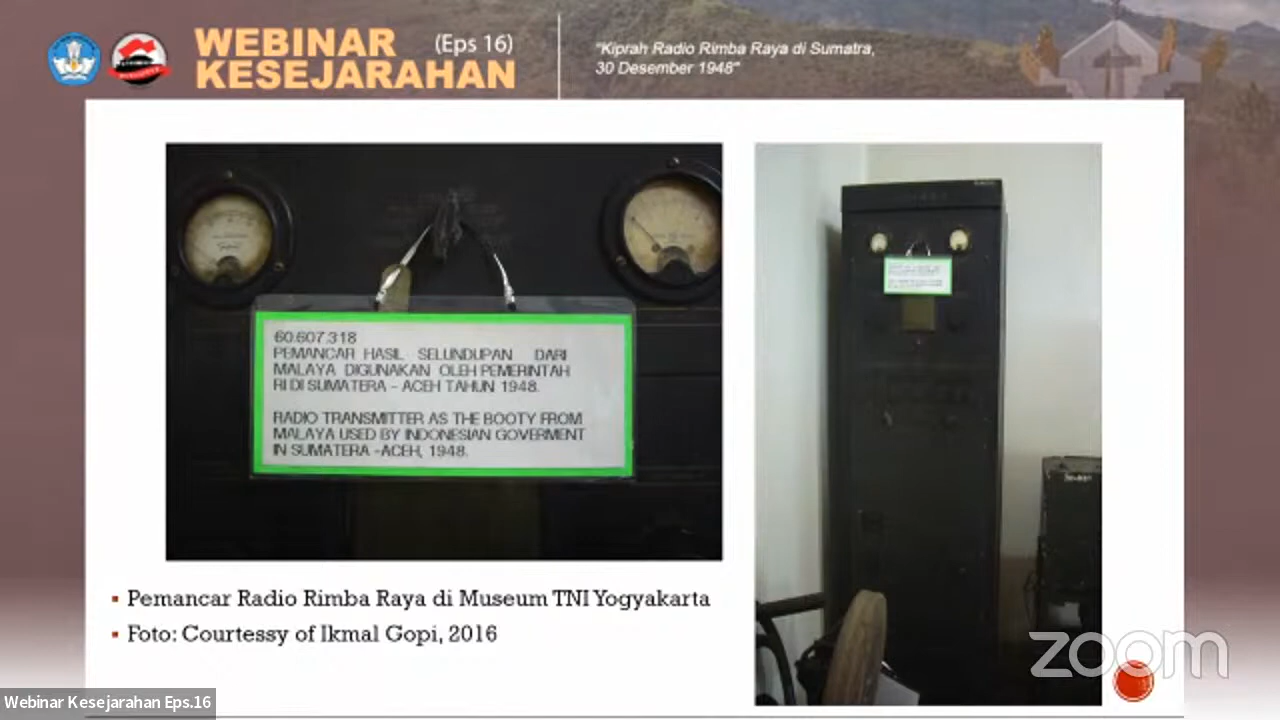 WEBINAR (Eps 16)
KESEJARAHAN
"Kiprah Radio Rimba Raya di Sumatra,
30 Desember 1948"
60.607.318
PEMANCAR HASIL SELUNDUPAN DARI
MALAYA DIGUNAKAN OLEH PEMERINTAH
RI DI SUMATERA - ACEH TAHUN 1948.
RADIO TRANSMITTER AS THE BOOTY FROM
MALAYA USED BY INDONESIAN GOVERMENT
IN SUMATERA -ACEH, 1948.
▪ Pemancar Radio Rimba Raya di Museum TNI Yogyakarta
▪ Foto: Courtessy of Ikmal Gopi, 2016
zoom
Webinar Kesejarahan Eps.16